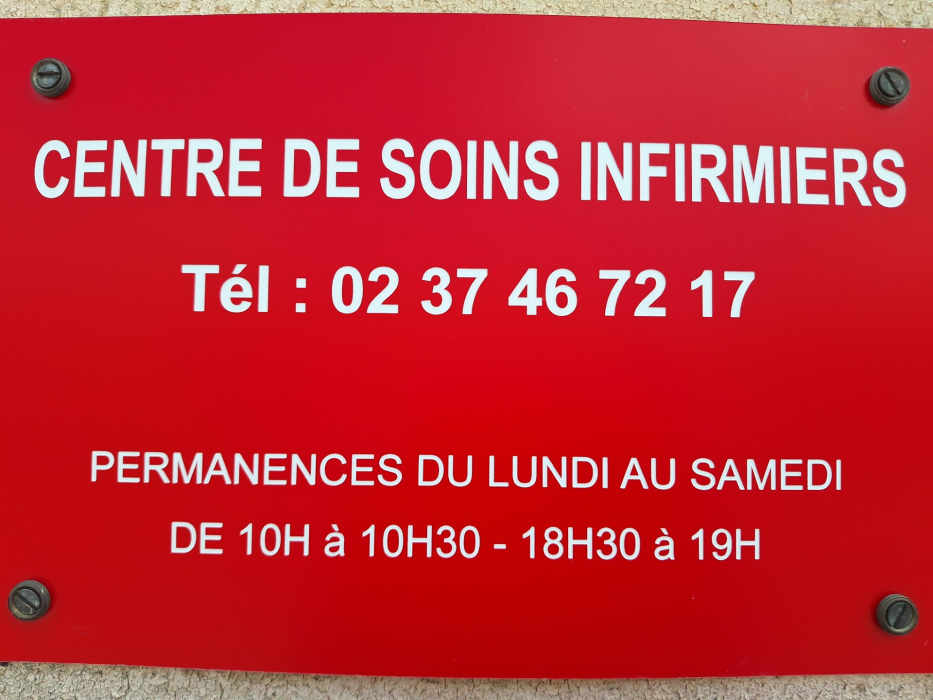 CENTRE DE SOINS INFIRMIERS
Tél : 02 37 46 72 17
PERMANENCES DU LUNDI AU SAMEDI
DE 10H à 10H30 - 18H30 à 19H